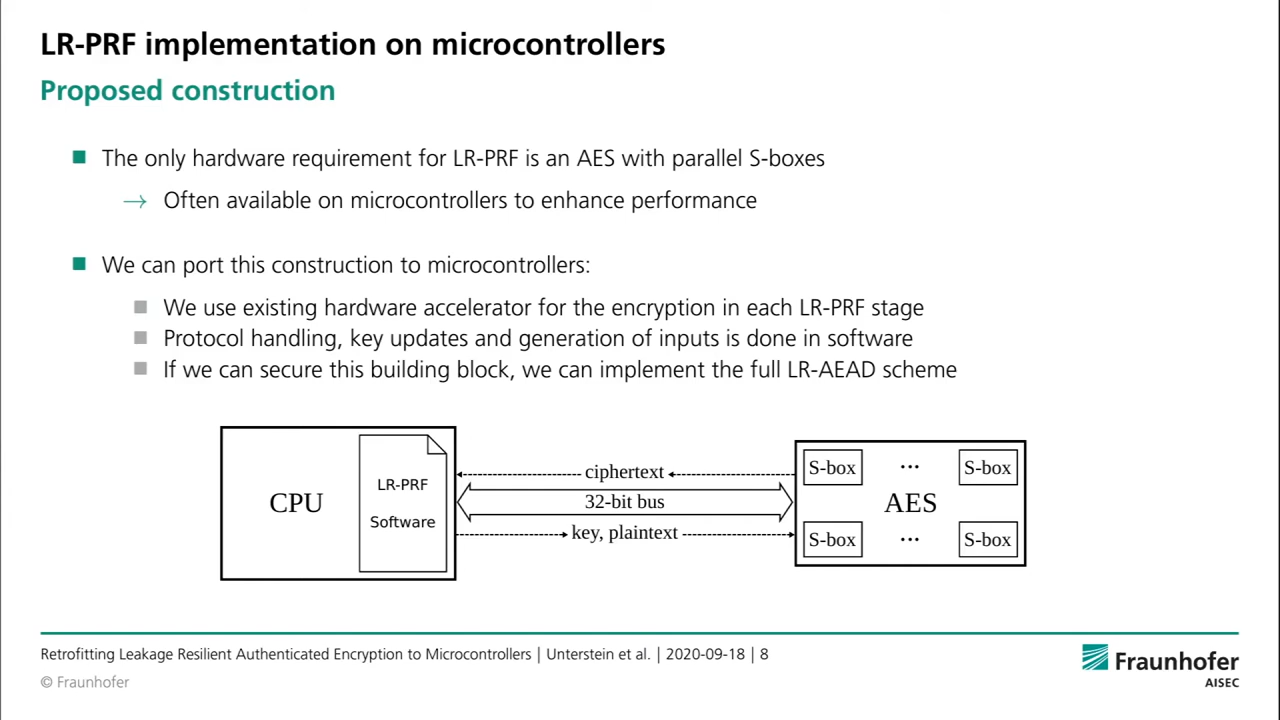 LR-PRF implementation on microcontrollers
Proposed construction
The only hardware requirement for LR-PRF is an AES with parallel S-boxes
→ Often available on microcontrollers to enhance performance
We can port this construction to microcontrollers:
We use existing hardware accelerator for the encryption in each LR-PRF stage
Protocol handling, key updates and generation of inputs is done in software
If we can secure this building block, we can implement the full LR-AEAD scheme
CPU
LR-PRF
Software
ciphertext
32-bit bus
key, plaintext
S-box ... S-box
AES
S-box ... S-box
Retrofitting Leakage Resilient Authenticated Encryption to Microcontrollers | Unterstein et al. | 2020-09-18 | 8
© Fraunhofer
Fraunhofer
AISEC